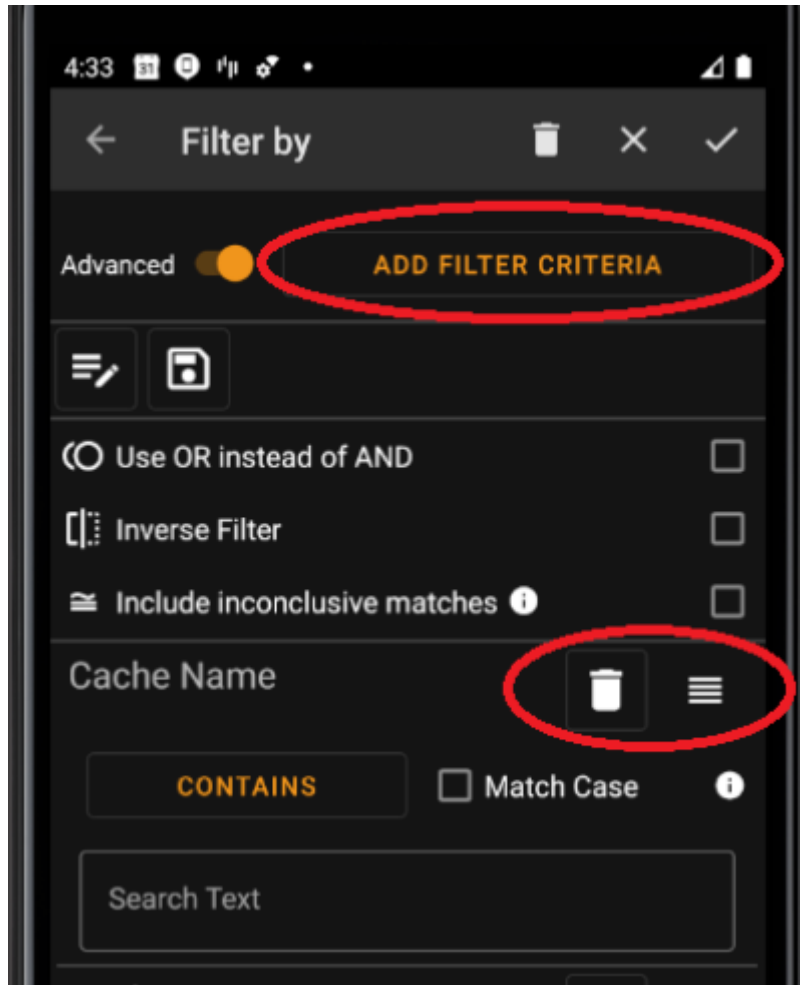 4:33 31
Filter by
Advanced ADD FILTER CRITERIA
Use OR instead of AND
Inverse Filter
Include inconclusive matches
Cache Name
CONTAINS Match Case
Search Text